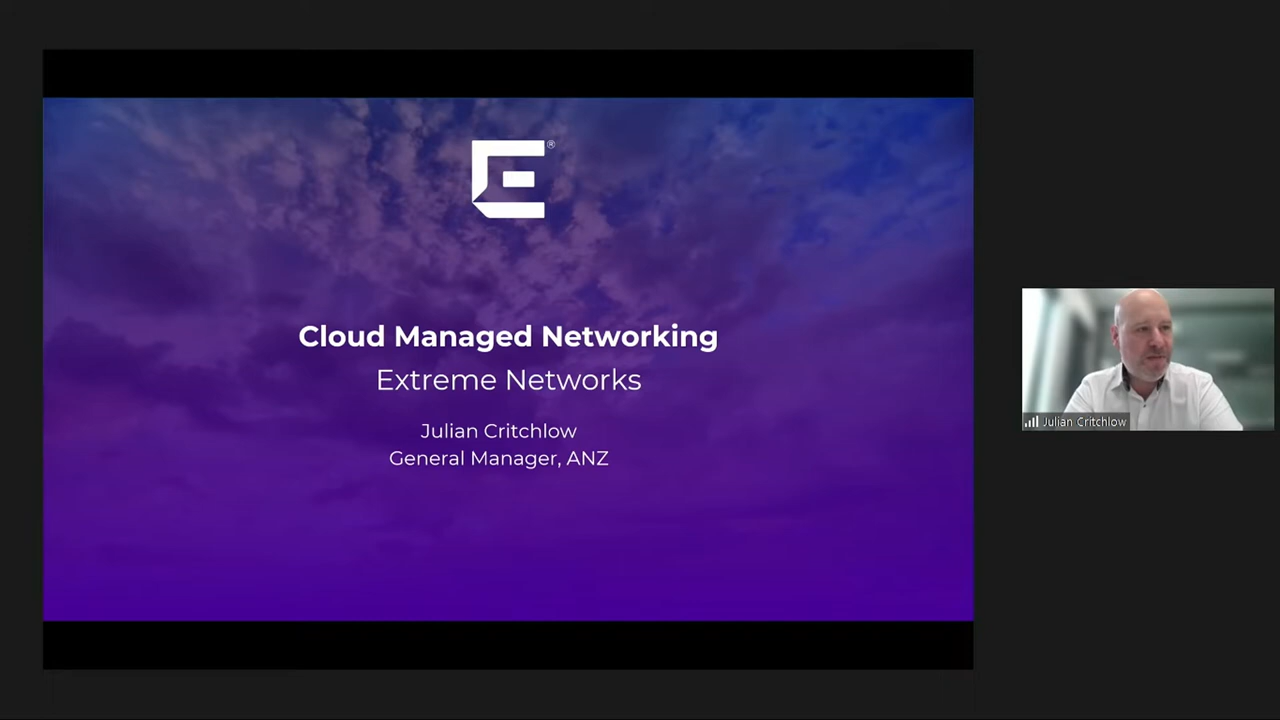 ®
Cloud Managed Networking
Extreme Networks
Julian Critchlow
General Manager, ANZ
Julian Critchlow